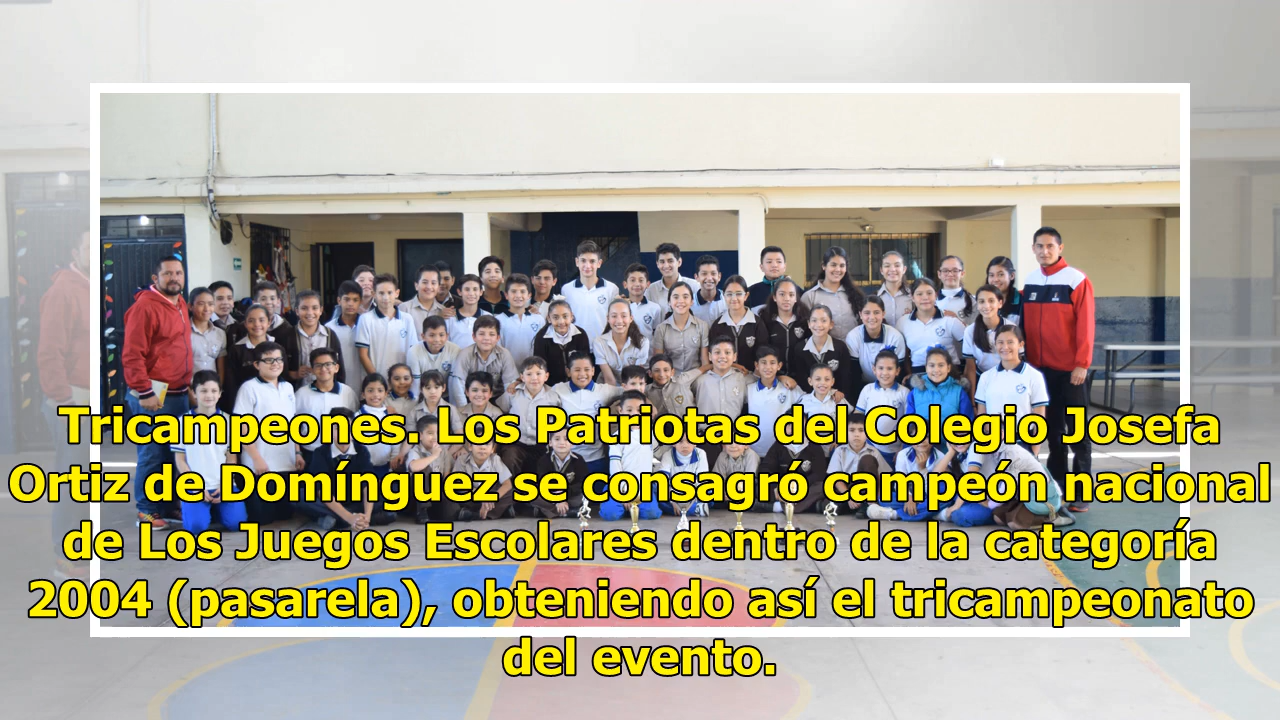 Tricampeones. Los Patriotas del Colegio Josefa
Ortiz de Domínguez se consagró campeón nacional
de Los Juegos Escolares dentro de la categoría
2004 (pasarela), obteniendo así el tricampeonato
del evento.